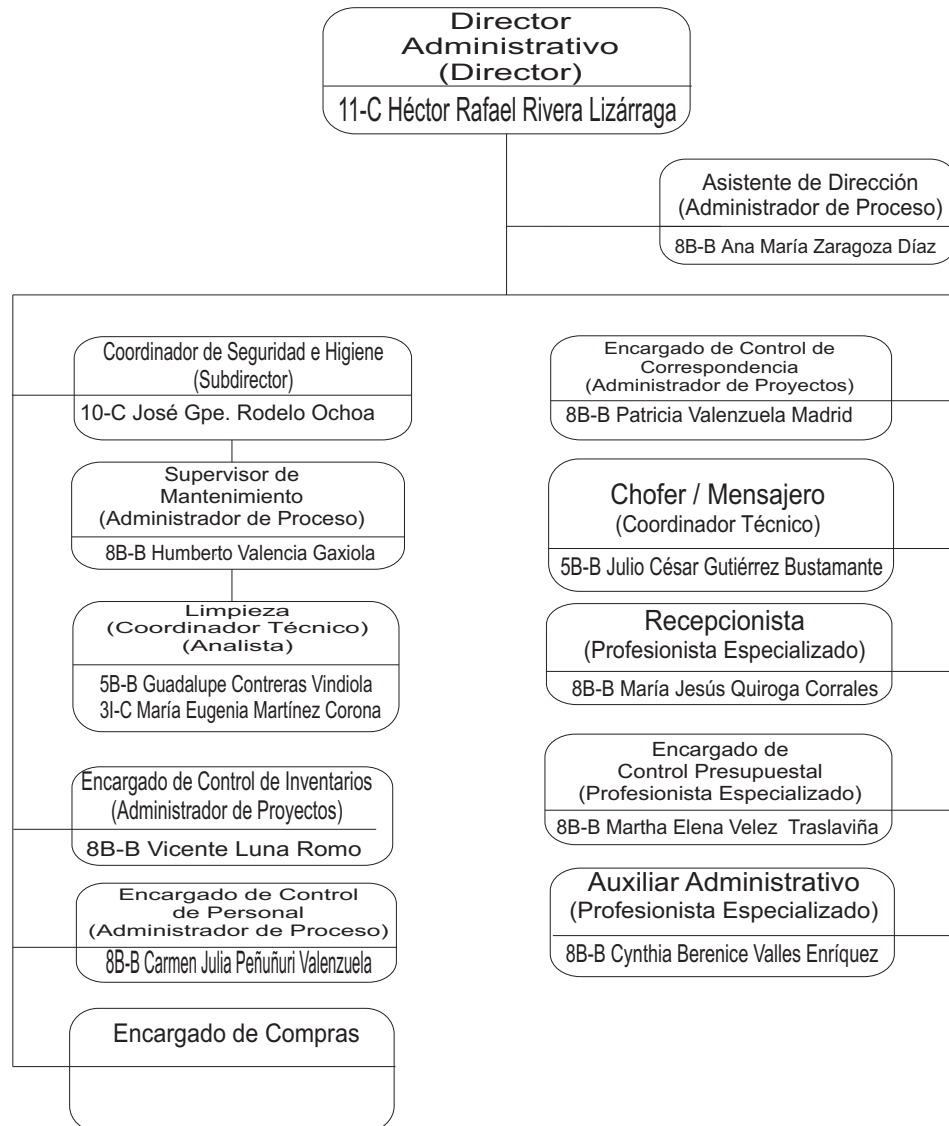 Director
Administrativo
(Director)
11-C Héctor Rafael Rivera Lizárraga
Asistente de Dirección
(Administrador de Proceso)
8B-B Ana María Zaragoza Díaz
Coordinador de Seguridad e Higiene
(Subdirector)
10-C José Gpe. Rodelo Ochoa
Supervisor de
Mantenimiento
(Administrador de Proceso)
8B-B Humberto Valencia Gaxiola
Limpieza
(Coordinador Técnico)
(Analista)
5B-B Guadalupe Contreras Vindiola
3I-C María Eugenia Martínez Corona
Encargado de Control de Inventarios
(Administrador de Proyectos)
8B-B Vicente Luna Romo
Encargado de Control
de Personal
(Administrador de Proceso)
8B-B Carmen Julia Peñuñuri Valenzuela
Encargado de Compras
Encargado de Control de
Correspondencia
(Administrador de Proyectos)
8B-B Patricia Valenzuela Madrid
Chofer / Mensajero
(Coordinador Técnico)
5B-B Julio César Gutiérrez Bustamante
Recepcionista
(Profesionista Especializado)
8B-B María Jesús Quiroga Corrales
Encargado de
Control Presupuestal
(Profesionista Especializado)
8B-B Martha Elena Velez Traslaviña
Auxiliar Administrativo
(Profesionista Especializado)
8B-B Cynthia Berenice Valles Enríquez